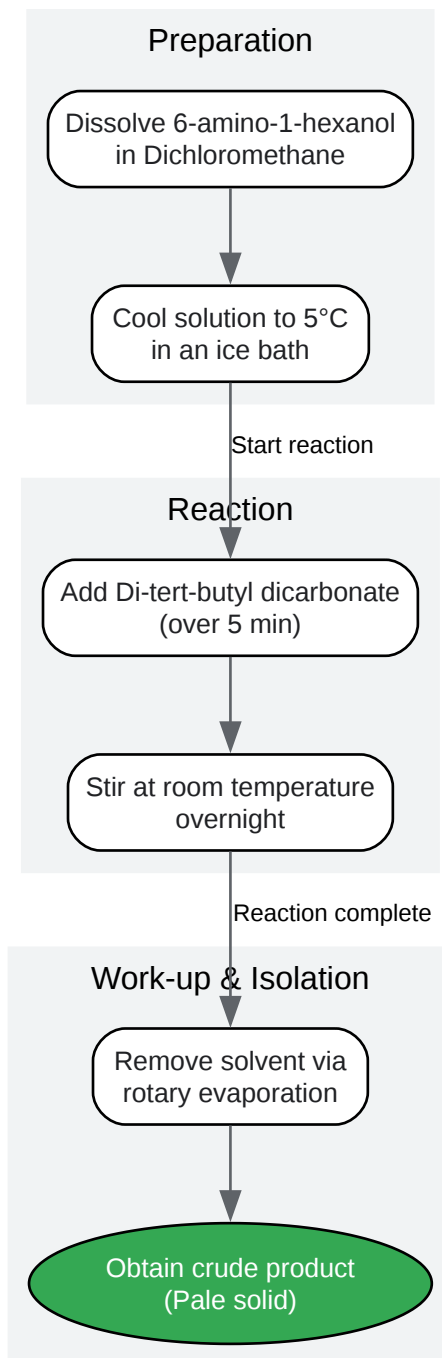 Preparation
Dissolve 6-amino-1-hexanol
in Dichloromethane
Cool solution to 5°C
in an ice bath
Start reaction
Reaction
Add Di-tert-butyl dicarbonate
(over 5 min)
Stir at room temperature
overnight
Reaction complete
Work-up & Isolation
Remove solvent via
rotary evaporation
Obtain crude product
(Pale solid)